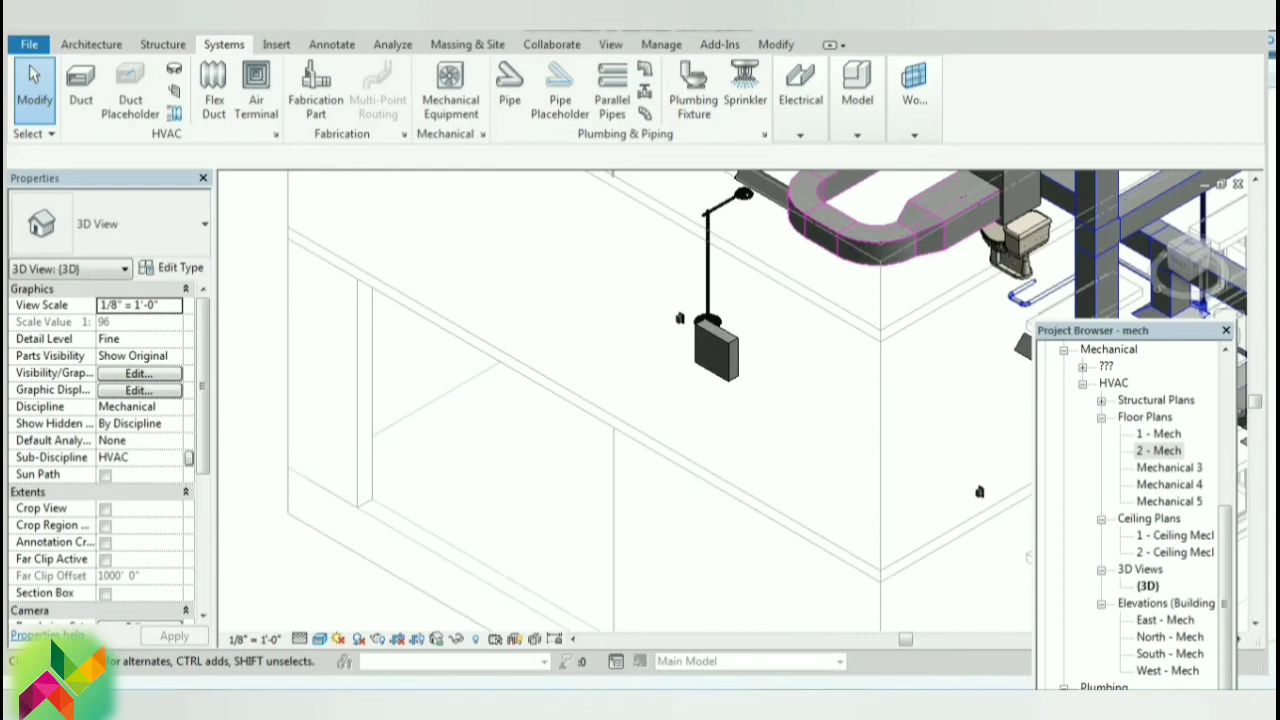 File Architecture Structure Systems Insert Annotate Analyze Massing & Site Collaborate View Manage Add-Ins Modify
Modify Duct Duct Placeholder Flex Duct Air Terminal Fabrication Part Multi-Point Routing Mechanical Equipment Pipe Pipe Placeholder Parallel Pipes Plumbing Fixture Sprinkler Electrical Model Wo...
Select HVAC Fabrication Mechanical Plumbing & Piping
Properties
3D View
3D View: {3D} Edit Type
Graphics
View Scale 1/8" = 1'-0"
Scale Value 1: 96
Detail Level Fine
Parts Visibility Show Original
Visibility/Grap... Edit...
Graphic Displ... Edit...
Discipline Mechanical
Show Hidden By Discipline
Default Analy... None
Sub-Discipline HVAC
Sun Path
Extents
Crop View
Crop Region ...
Annotation Cr...
Far Clip Active
Far Clip Offset 1000' 0"
Section Box
Camera
Properties help Apply
Project Browser - mech
Mechanical
???
HVAC
Structural Plans
Floor Plans
1 - Mech
2 - Mech
Mechanical 3
Mechanical 4
Mechanical 5
Ceiling Plans
1 - Ceiling Mecl
2 - Ceiling Mecl
3D Views
{3D}
Elevations (Building
East - Mech
North - Mech
South - Mech
West - Mech
Plumbing
1/8" = 1'-0"
for alternates, CTRL adds, SHIFT unselects. :0 Main Model